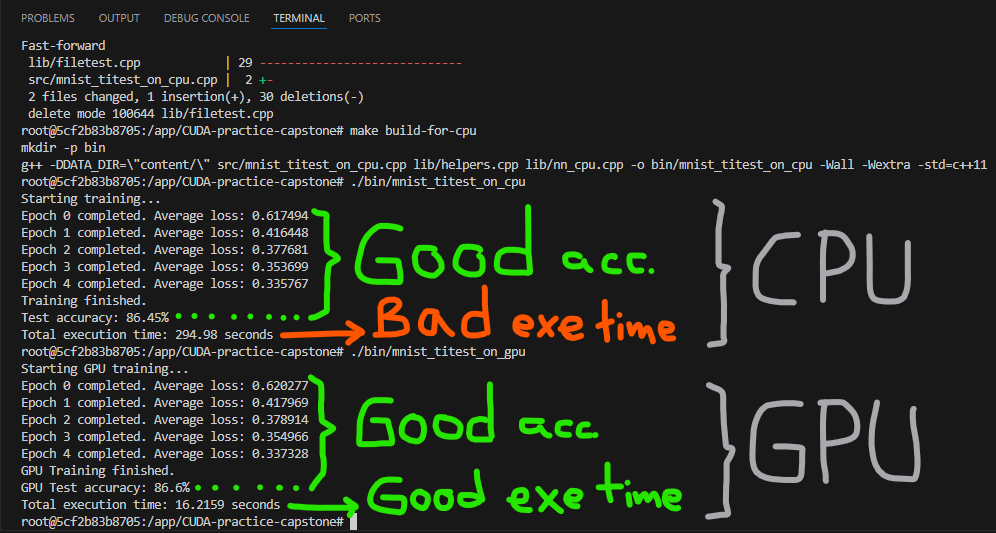 PROBLEMS OUTPUT DEBUG CONSOLE TERMINAL PORTS
Fast-forward
lib/filetest.cpp | 29 -----------------------------
src/mnist_titest_on_cpu.cpp | 2 +-
2 files changed, 1 insertion(+), 30 deletions(-)
delete mode 100644 lib/filetest.cpp
root@5cf2b83b8705:/app/CUDA-practice-capstone# make build-for-cpu
mkdir -p bin
g++ -DDATA_DIR=\"content/\" src/mnist_titest_on_cpu.cpp lib/helpers.cpp lib/nn_cpu.cpp -o bin/mnist_titest_on_cpu -Wall -Wextra -std=c++11
root@5cf2b83b8705:/app/CUDA-practice-capstone# ./bin/mnist_titest_on_cpu
Starting training...
Epoch 0 completed. Average loss: 0.617494
Epoch 1 completed. Average loss: 0.416448
Epoch 2 completed. Average loss: 0.377681
Epoch 3 completed. Average loss: 0.353699
Epoch 4 completed. Average loss: 0.335767
Training finished.
Test accuracy: 86.45%
Good acc.
Total execution time: 294.98 seconds
Bad exe time
CPU
root@5cf2b83b8705:/app/CUDA-practice-capstone# ./bin/mnist_titest_on_gpu
Starting GPU training...
Epoch 0 completed. Average loss: 0.620277
Epoch 1 completed. Average loss: 0.417969
Epoch 2 completed. Average loss: 0.378914
Epoch 3 completed. Average loss: 0.354966
Epoch 4 completed. Average loss: 0.337328
GPU Training finished.
GPU Test accuracy: 86.6%
Good acc.
Total execution time: 16.2159 seconds
Good exe time
GPU
root@5cf2b83b8705:/app/CUDA-practice-capstone#